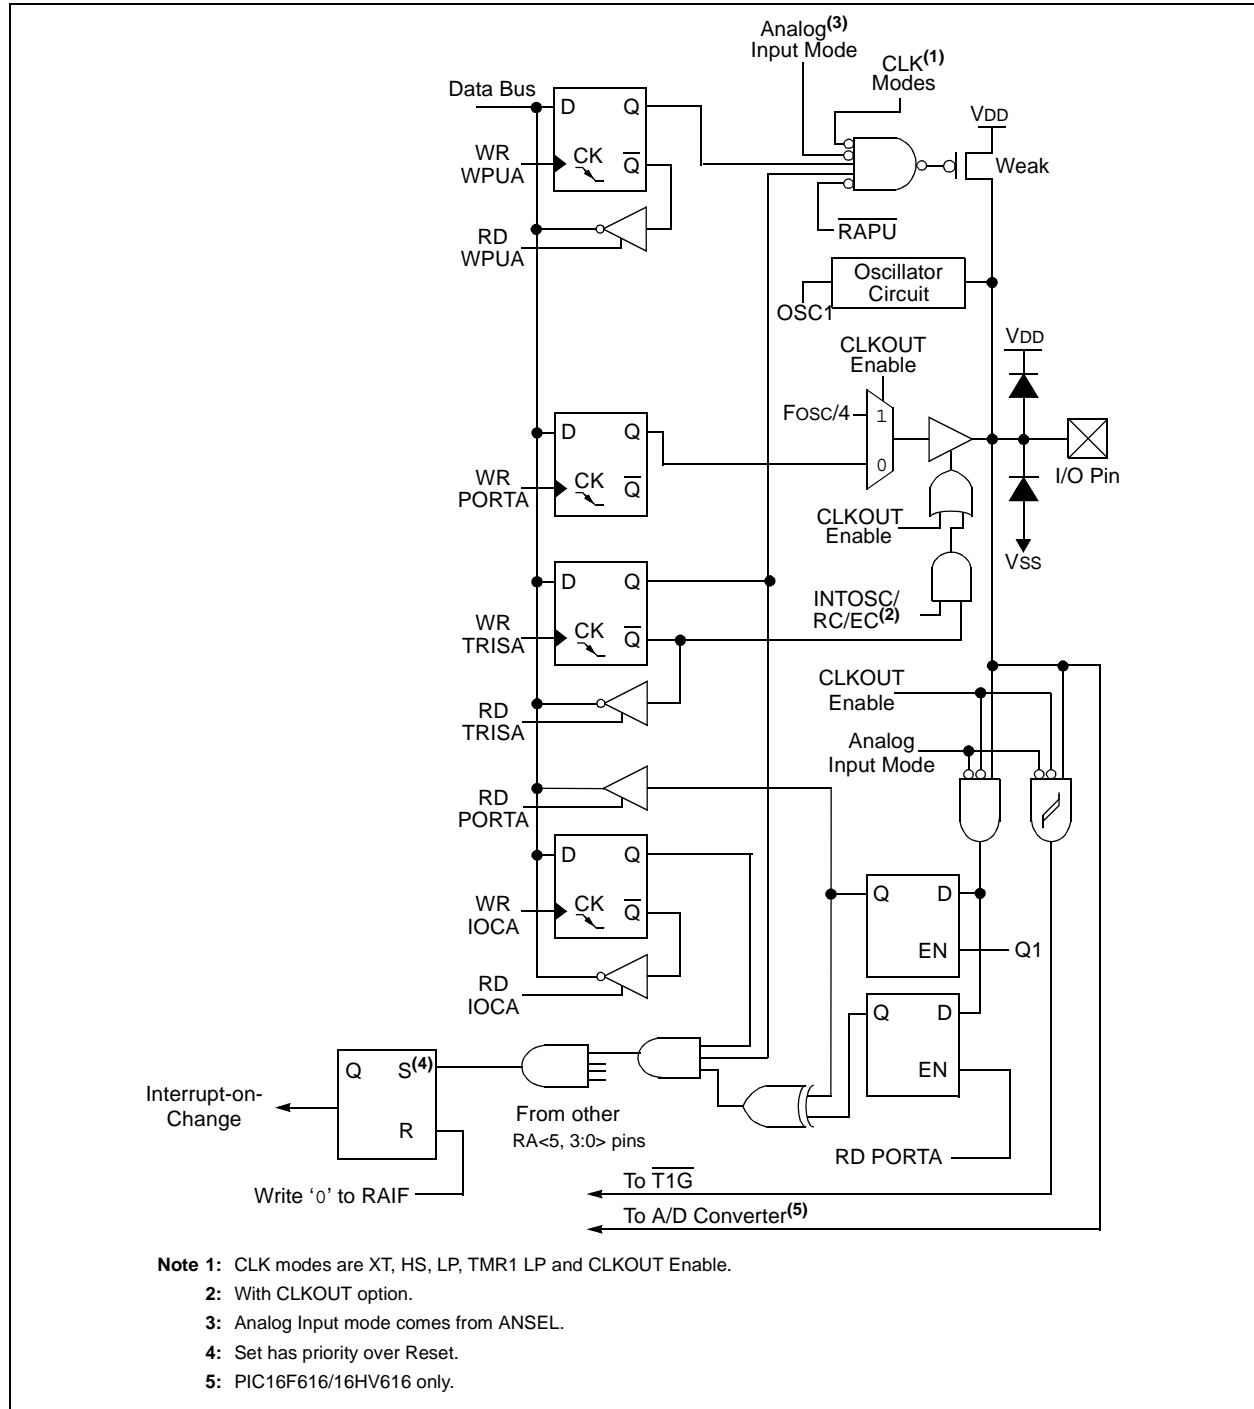 Analog(3)
Input Mode
CLK(1)
Modes
Data Bus
VDD
D Q
WR
WPUA
CK
Q
Weak
RD
WPUA
RAPU
Oscillator
Circuit
OSC1
CLKOUT
Enable
VDD
FOSC/4
1
0
D Q
WR
PORTA
CK
Q
I/O Pin
CLKOUT
Enable
VSS
D Q
INTOSC/
RC/EC(2)
WR
TRISA
CK
Q
CLKOUT
Enable
RD
TRISA
Analog
Input Mode
RD
PORTA
D Q
WR
IOCA
CK
Q
Q D
EN
Q1
RD
IOCA
Q D
EN
Q S(4)
R
Interrupt-on-
Change
From other
RA<5, 3:0> pins
RD PORTA
Write ‘0’ to RAIF
To T1G
To A/D Converter(5)
Note 1: CLK modes are XT, HS, LP, TMR1 LP and CLKOUT Enable.
2: With CLKOUT option.
3: Analog Input mode comes from ANSEL.
4: Set has priority over Reset.
5: PIC16F616/16HV616 only.